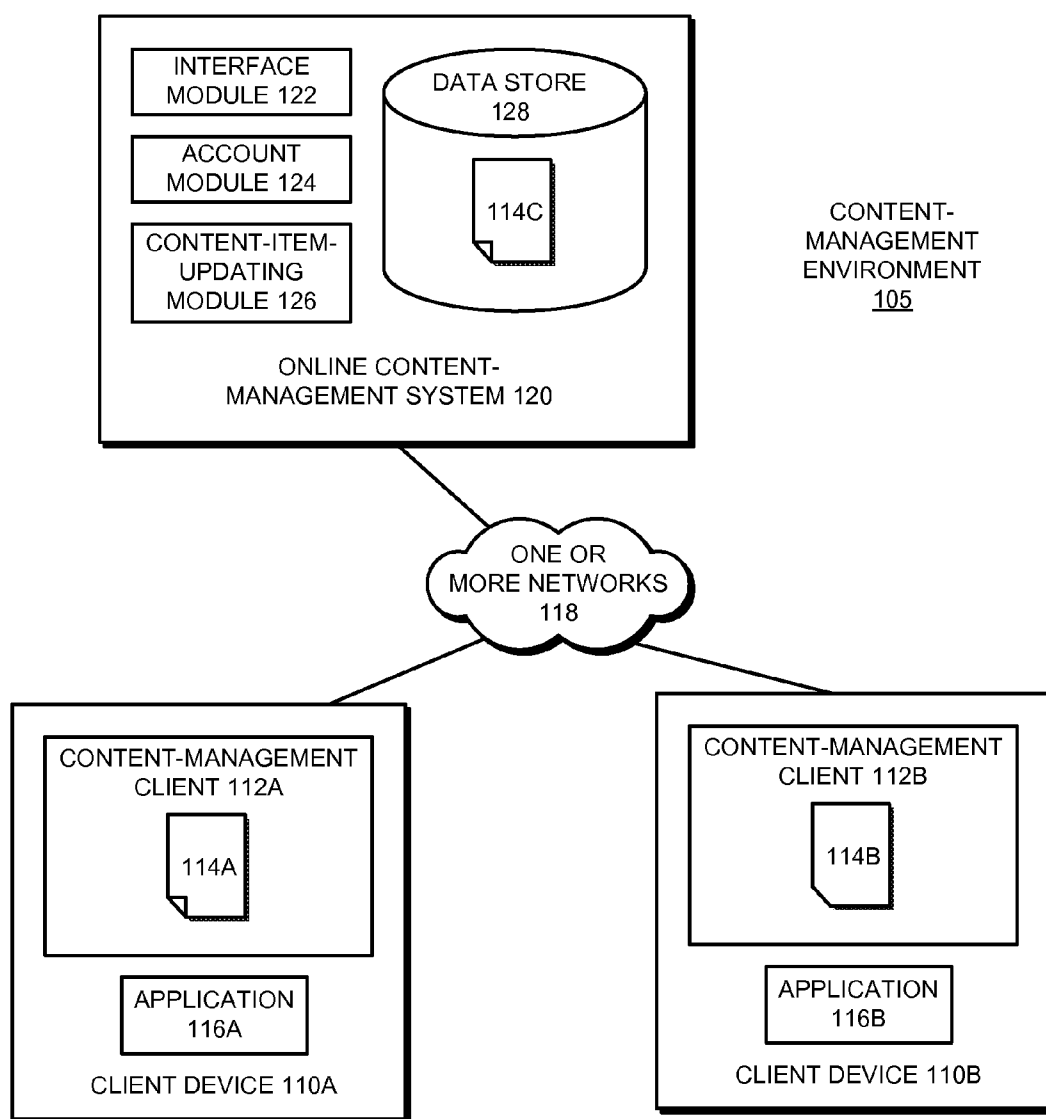 INTERFACE
MODULE 122
ACCOUNT
MODULE 124
CONTENT-ITEM-
UPDATING
MODULE 126
DATA STORE
128
114C
ONLINE CONTENT-
MANAGEMENT SYSTEM 120
CONTENT-
MANAGEMENT
ENVIRONMENT
105
ONE OR
MORE NETWORKS
118
CONTENT-MANAGEMENT
CLIENT 112A
114A
APPLICATION
116A
CLIENT DEVICE 110A
CONTENT-MANAGEMENT
CLIENT 112B
114B
APPLICATION
116B
CLIENT DEVICE 110B